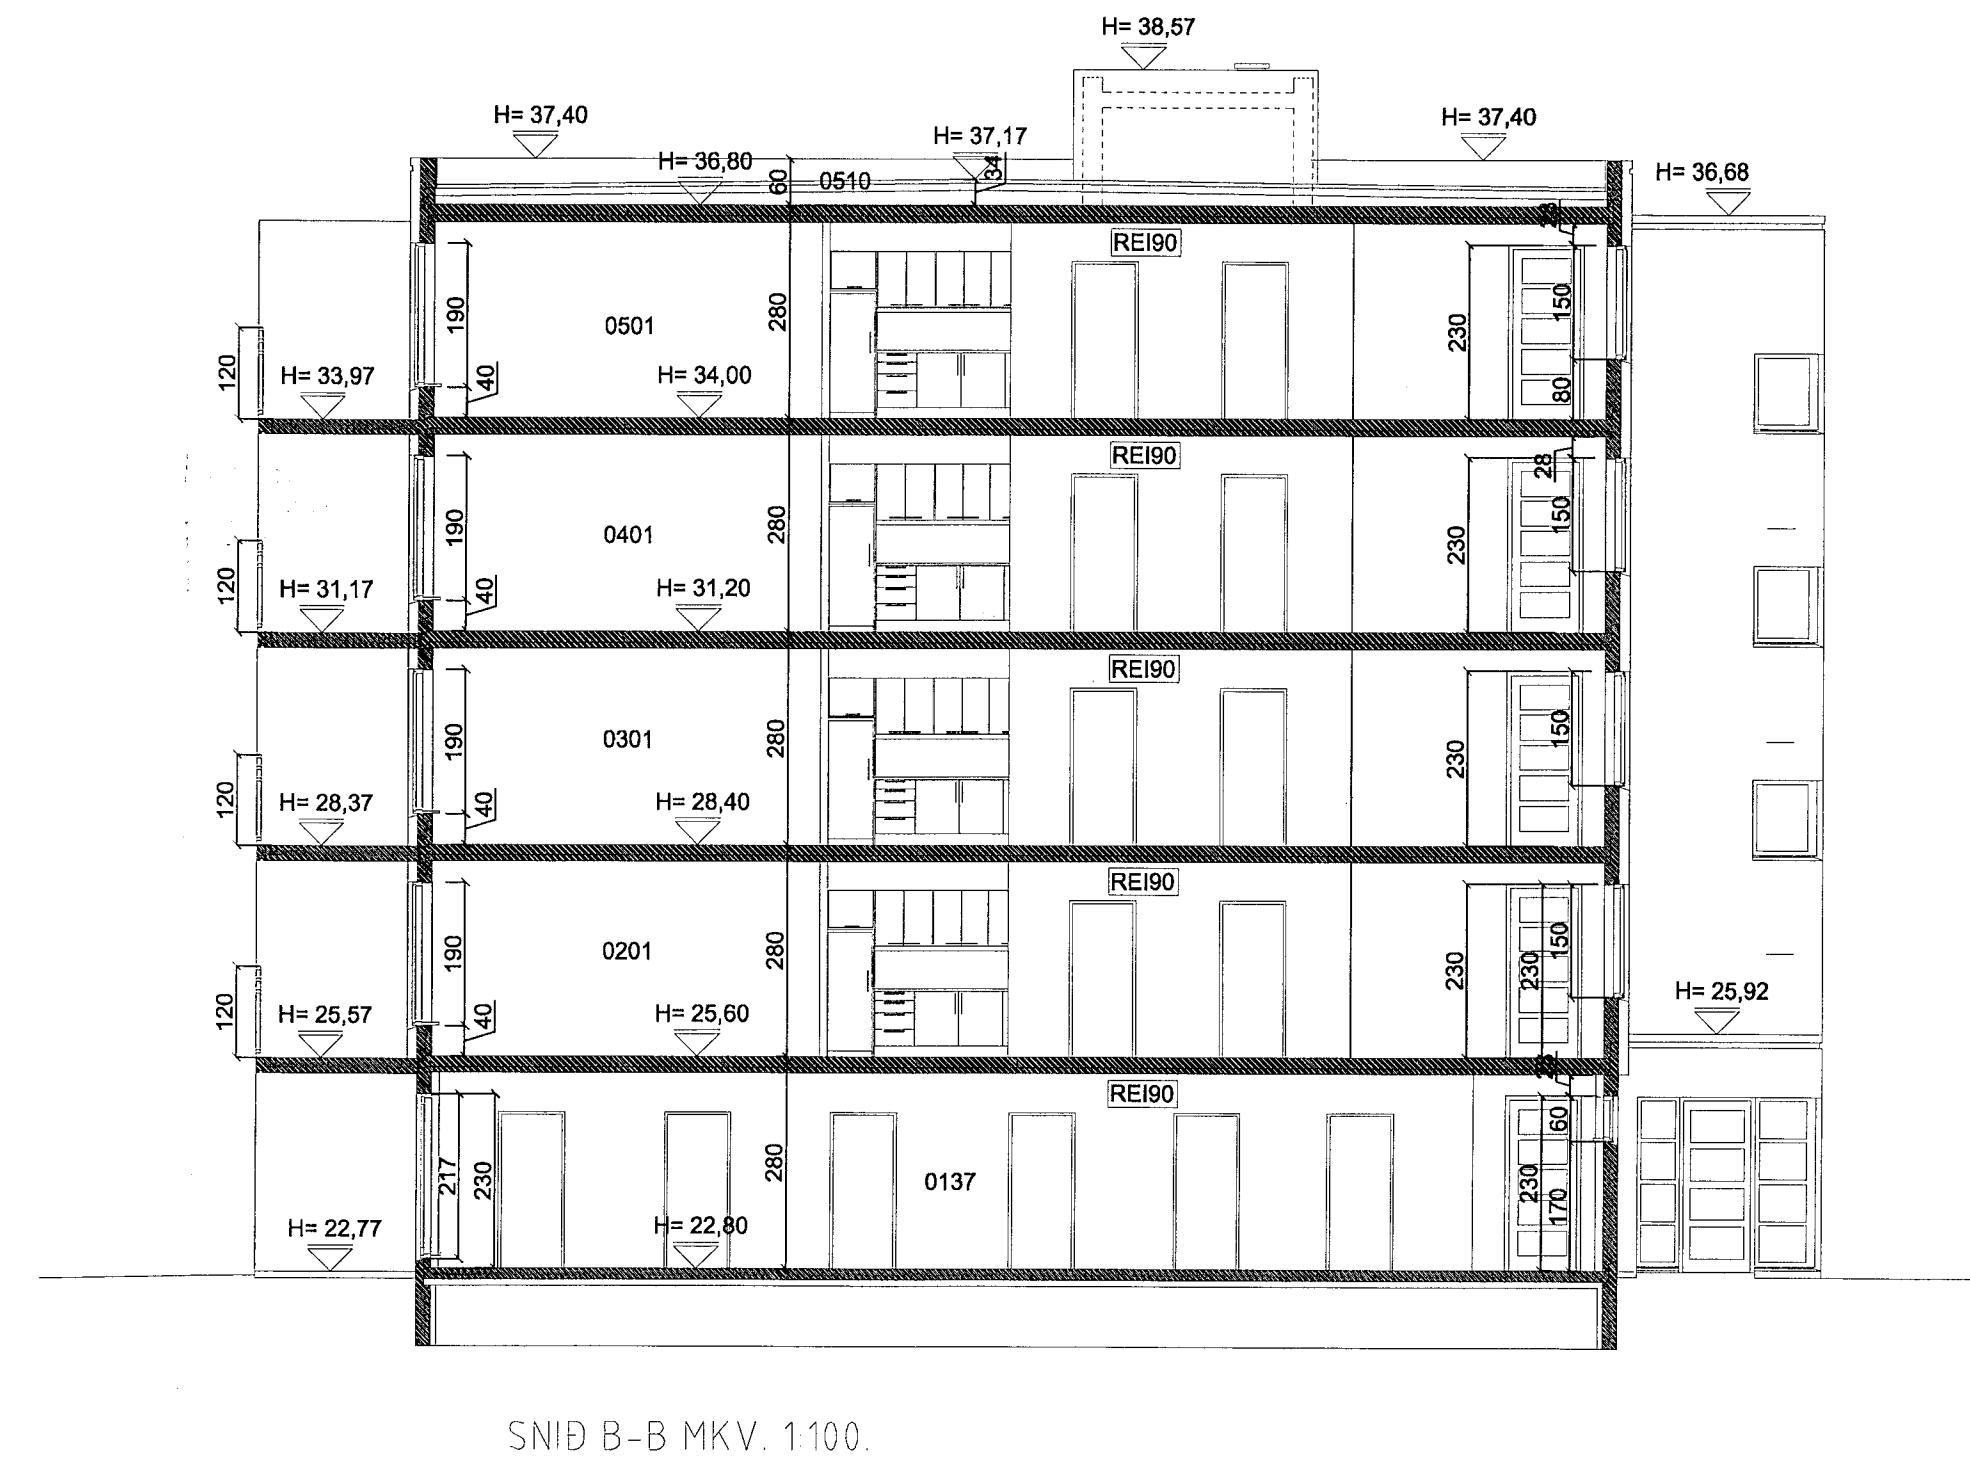 H= 38,57
H= 37,40
H= 37,17
H= 37,40
H= 36,80
60
0510
34
H= 36,68
28
REI90
190
0501
280
230
150
120
H= 33,97
40
H= 34,00
80
REI90
28
190
0401
280
230
150
120
H= 31,17
40
H= 31,20
REI90
190
0301
280
230
150
120
H= 28,37
40
H= 28,40
REI90
190
0201
280
230
230
150
120
H= 25,57
40
H= 25,60
H= 25,92
28
REI90
60
217
230
280
0137
230
170
H= 22,77
H= 22,80
SNIÐ B-B MKV. 1:100.